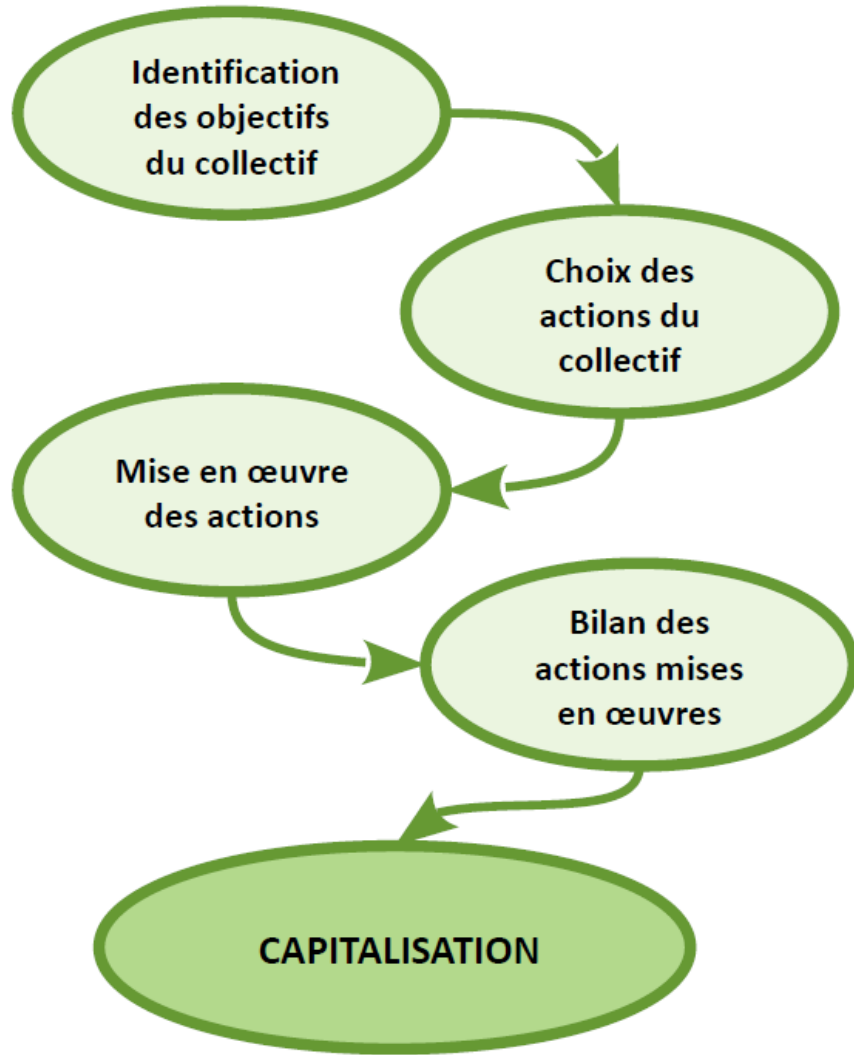 Identification
des objectifs
du collectif
Choix des
actions du
collectif
Mise en œuvre
des actions
Bilan des
actions mises
en œuvres
CAPITALISATION